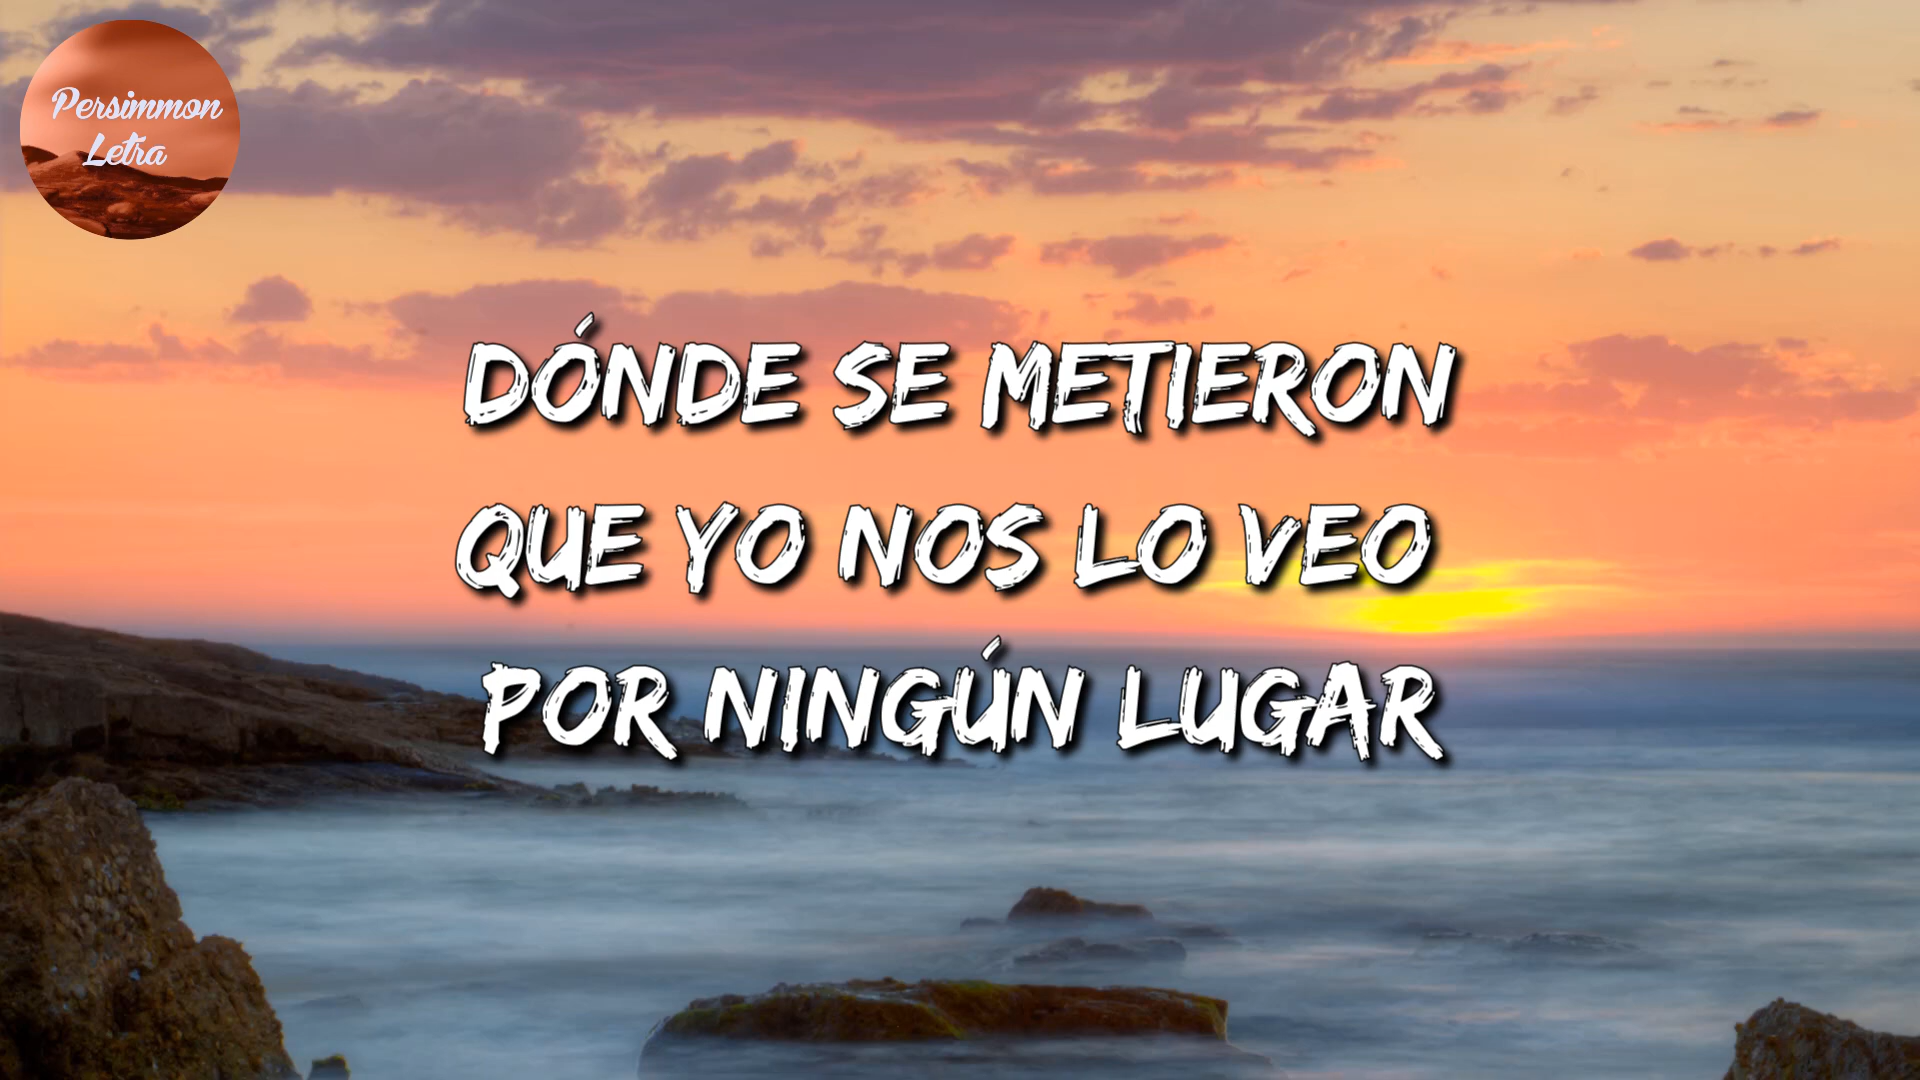 Persimmon
Letra
DÓNDE SE METIERON
QUE YO NOS LO VEO
POR NINGÚN LUGAR